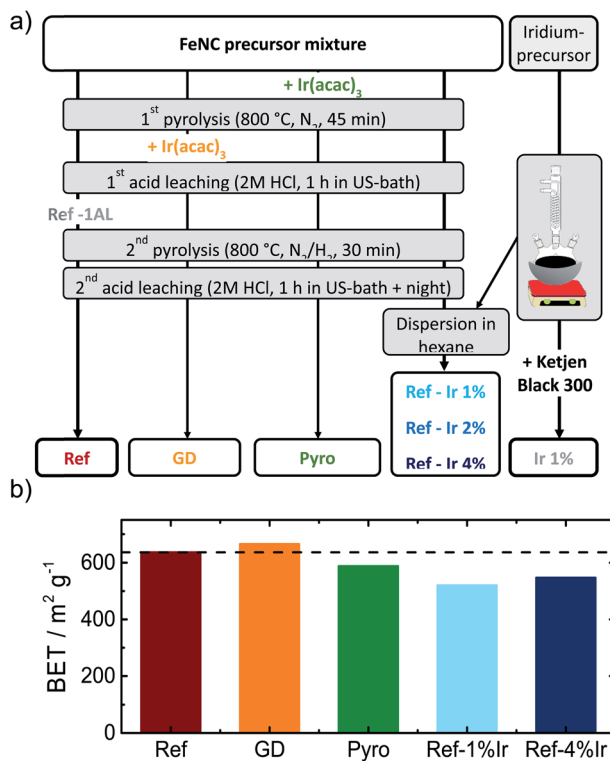 a)
FeNC precursor mixture
Iridium-
precursor
+ Ir(acac)₃
1st pyrolysis (800 °C, N₂, 45 min)
+ Ir(acac)₃
1st acid leaching (2M HCl, 1 h in US-bath)
Ref -1AL
2nd pyrolysis (800 °C, N₂/H₂, 30 min)
2nd acid leaching (2M HCl, 1 h in US-bath + night)
Dispersion in
hexane
+ Ketjen
Black 300
Ref - Ir 1%
Ref - Ir 2%
Ref - Ir 4%
Ref
GD
Pyro
Ir 1%
b)
BET / m² g⁻¹
600
400
200
0
Ref
GD
Pyro
Ref-1%Ir
Ref-4%Ir